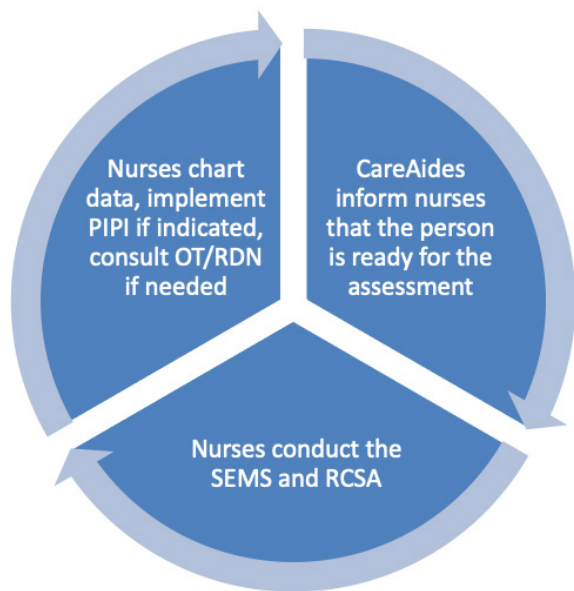 Nurses chart
data, implement
PIPI if indicated,
consult OT/RDN
if needed
CareAides
inform nurses
that the person
is ready for the
assessment
Nurses conduct the
SEMS and RCSA